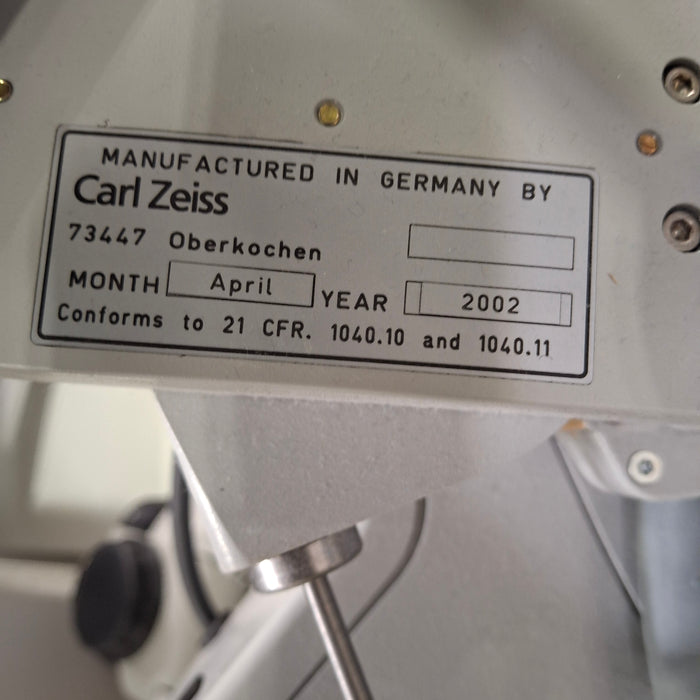 MANUFACTURED IN GERMANY BY
Carl Zeiss
73447 Oberkochen
MONTH April YEAR 2002
Conforms to 21 CFR. 1040.10 and 1040.11